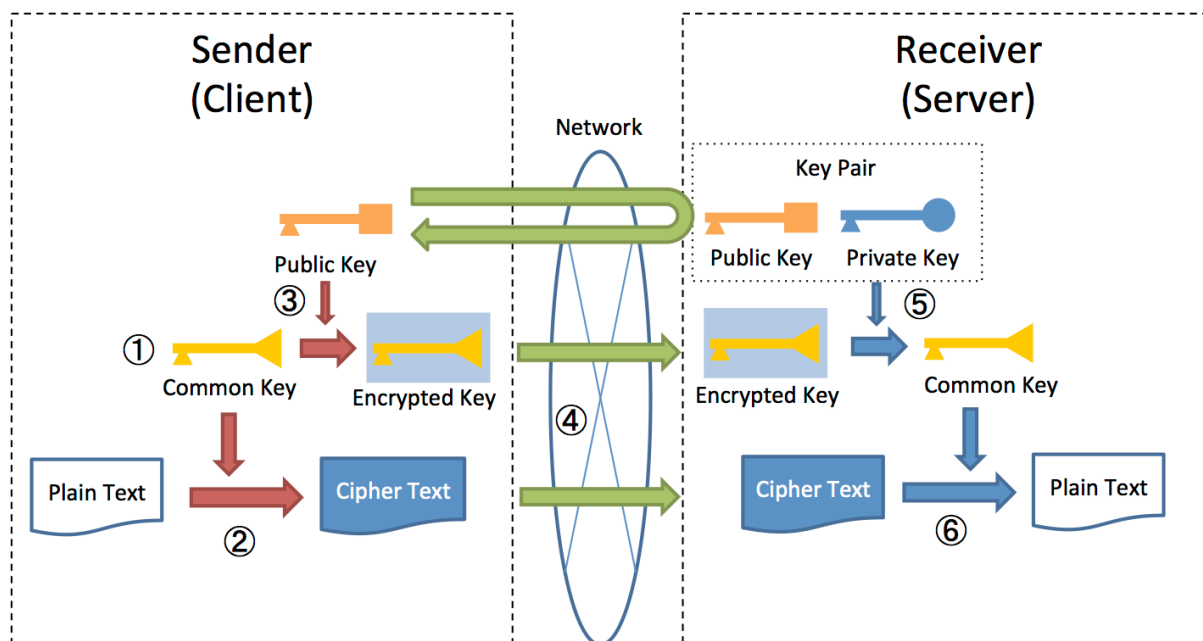 Sender
(Client)
Receiver
(Server)
Network
Key Pair
Public Key
Public Key
Private Key
③
⑤
①
Common Key
Encrypted Key
Encrypted Key
Common Key
④
Plain Text
Cipher Text
Cipher Text
Plain Text
②
⑥